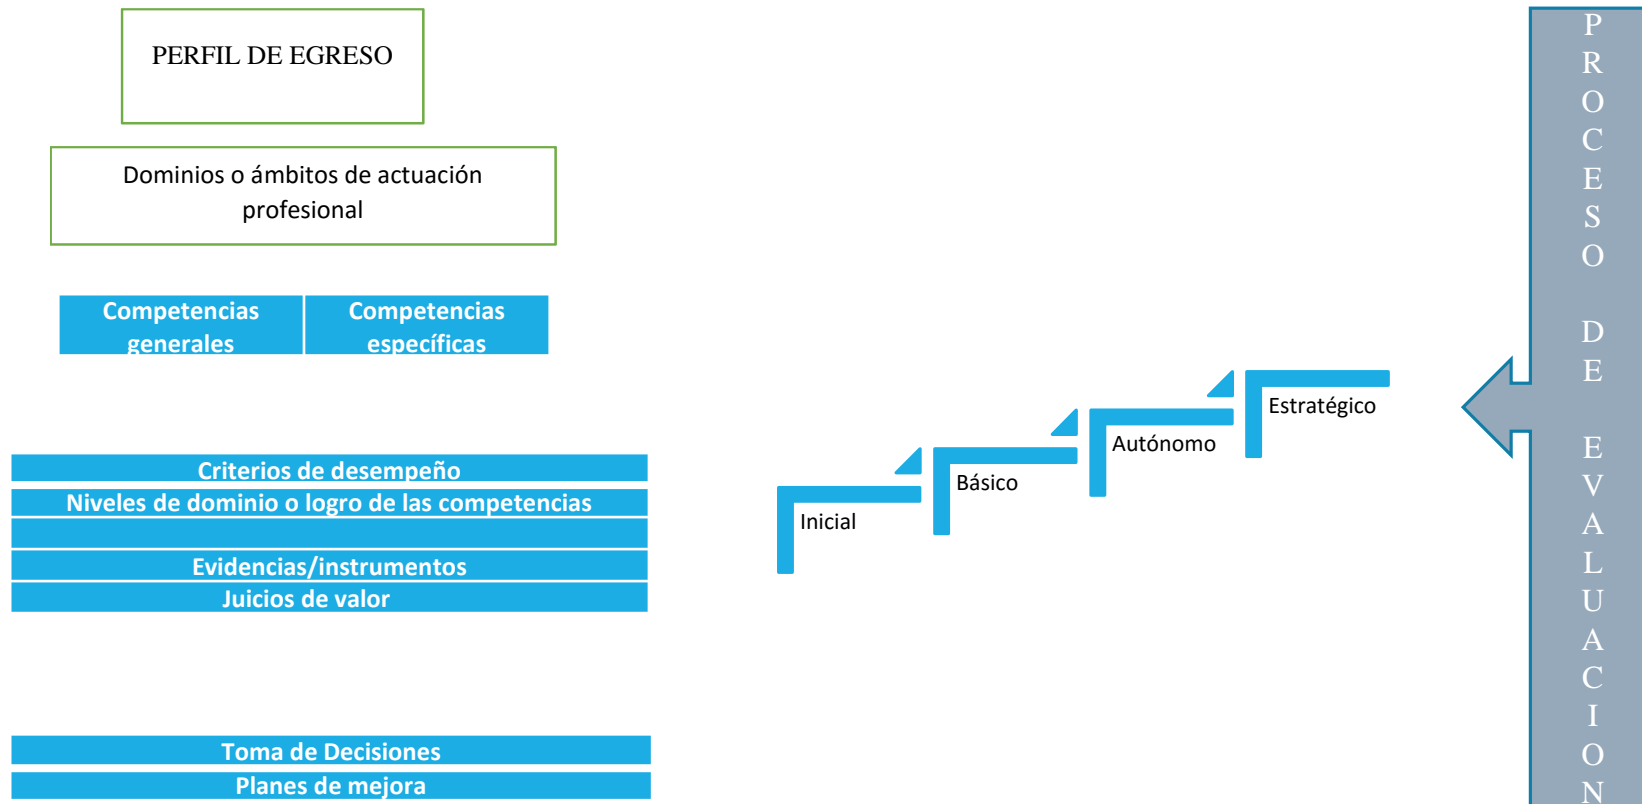 PERFIL DE EGRESO
Dominios o ámbitos de actuación
profesional
Competencias
generales
Competencias
específicas
Criterios de desempeño
Niveles de dominio o logro de las competencias
Evidencias/instrumentos
Juicios de valor
Toma de Decisiones
Planes de mejora
Inicial
Básico
Autónomo
Estratégico
P
R
O
C
E
S
O
D
E
E
V
A
L
U
A
C
I
O
N